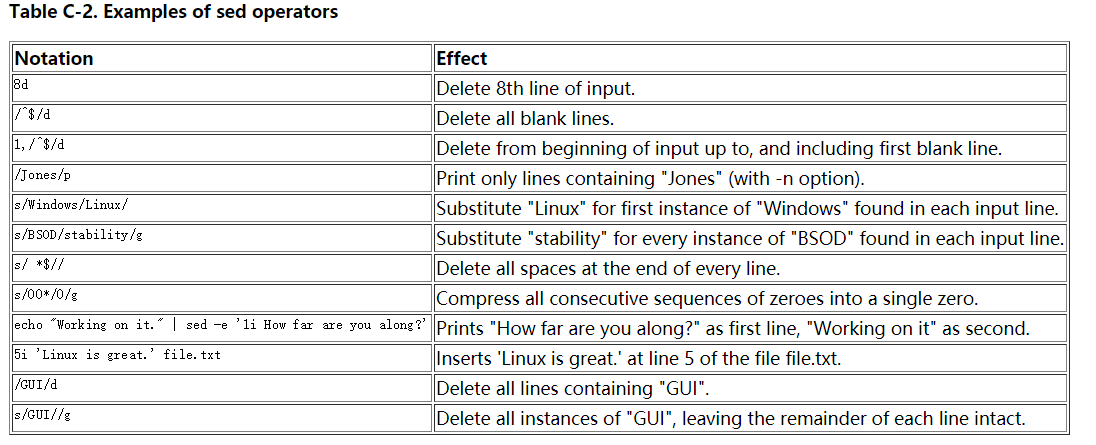 Table C-2. Examples of sed operators
Notation Effect
8d Delete 8th line of input.
/^$/d Delete all blank lines.
1,/^$/d Delete from beginning of input up to, and including first blank line.
/Jones/p Print only lines containing "Jones" (with -n option).
s/Windows/Linux/ Substitute "Linux" for first instance of "Windows" found in each input line.
s/BSOD/stability/g Substitute "stability" for every instance of "BSOD" found in each input line.
s/ *$// Delete all spaces at the end of every line.
s/00*/0/g Compress all consecutive sequences of zeroes into a single zero.
echo "Working on it." | sed -e '1i How far are you along?' Prints "How far are you along?" as first line, "Working on it" as second.
5i 'Linux is great.' file.txt Inserts 'Linux is great.' at line 5 of the file file.txt.
/GUI/d Delete all lines containing "GUI".
s/GUI//g Delete all instances of "GUI", leaving the remainder of each line intact.